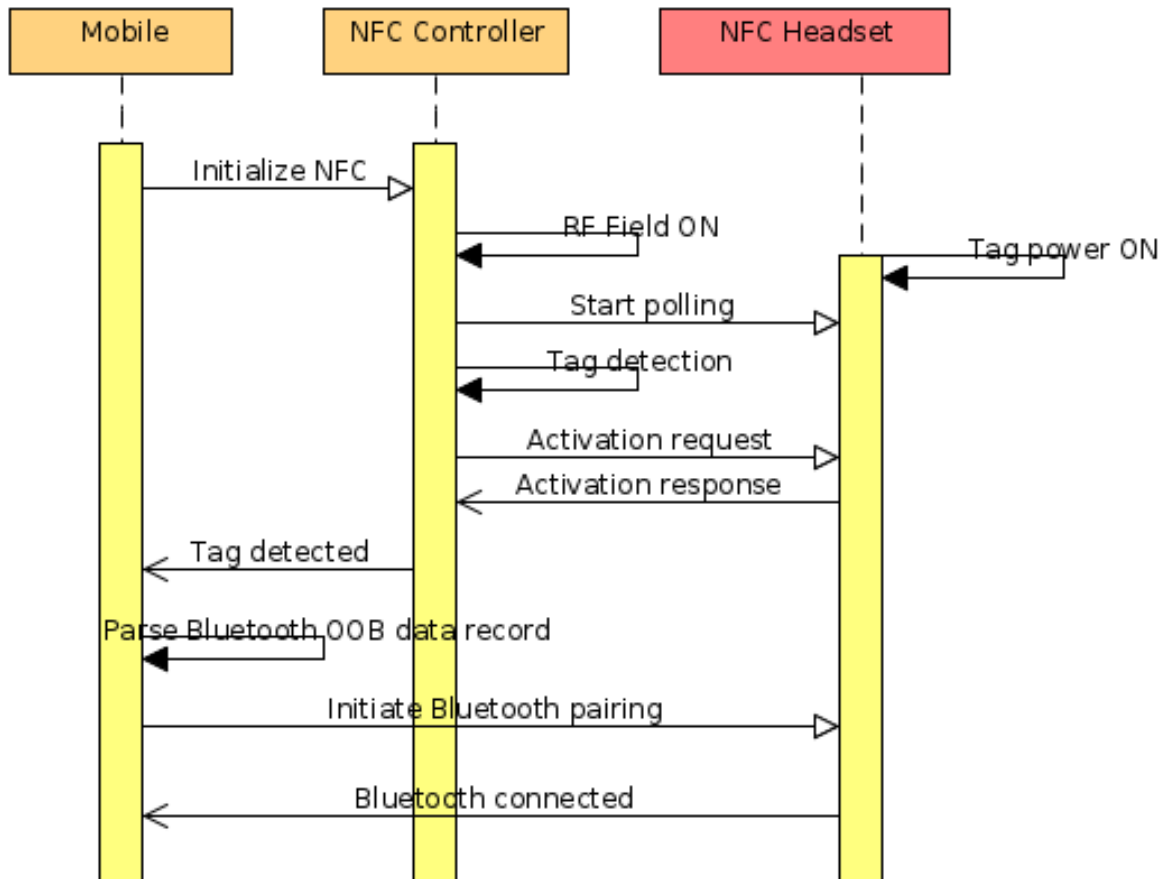 Mobile
NFC Controller
NFC Headset
Initialize NFC
RF Field ON
Tag power ON
Start polling
Tag detection
Activation request
Activation response
Tag detected
Parse Bluetooth OOB data record
Initiate Bluetooth pairing
Bluetooth connected